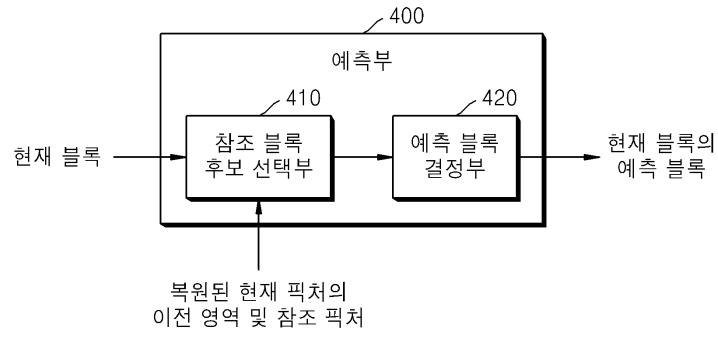 400
예측부
410
420
현재 블록
참조 블록
후보 선택부
예측 블록
결정부
현재 블록의
예측 블록
복원된 현재 픽처의
이전 영역 및 참조 픽처